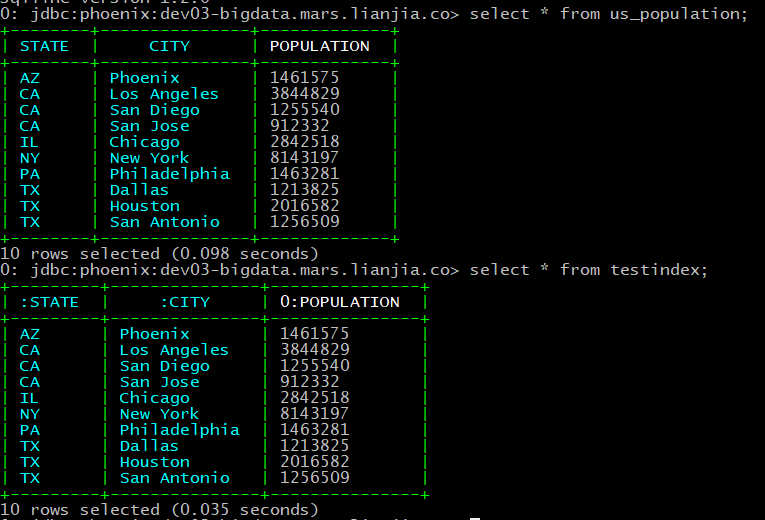 0: jdbc:phoenix:dev03-bigdata.mars.lianjia.co> select * from us_population;
+--------+---------------+-------------+
| STATE | CITY | POPULATION |
+--------+---------------+-------------+
| AZ | Phoenix | 1461575 |
| CA | Los Angeles | 3844829 |
| CA | San Diego | 1255540 |
| CA | San Jose | 912332 |
| IL | Chicago | 2842518 |
| NY | New York | 8143197 |
| PA | Philadelphia | 1463281 |
| TX | Dallas | 1213825 |
| TX | Houston | 2016582 |
| TX | San Antonio | 1256509 |
+--------+---------------+-------------+
10 rows selected (0.098 seconds)
0: jdbc:phoenix:dev03-bigdata.mars.lianjia.co> select * from testindex;
+---------+----------------+---------------+
| :STATE | :CITY | 0:POPULATION |
+---------+----------------+---------------+
| AZ | Phoenix | 1461575 |
| CA | Los Angeles | 3844829 |
| CA | San Diego | 1255540 |
| CA | San Jose | 912332 |
| IL | Chicago | 2842518 |
| NY | New York | 8143197 |
| PA | Philadelphia | 1463281 |
| TX | Dallas | 1213825 |
| TX | Houston | 2016582 |
| TX | San Antonio | 1256509 |
+---------+----------------+---------------+
10 rows selected (0.035 seconds)